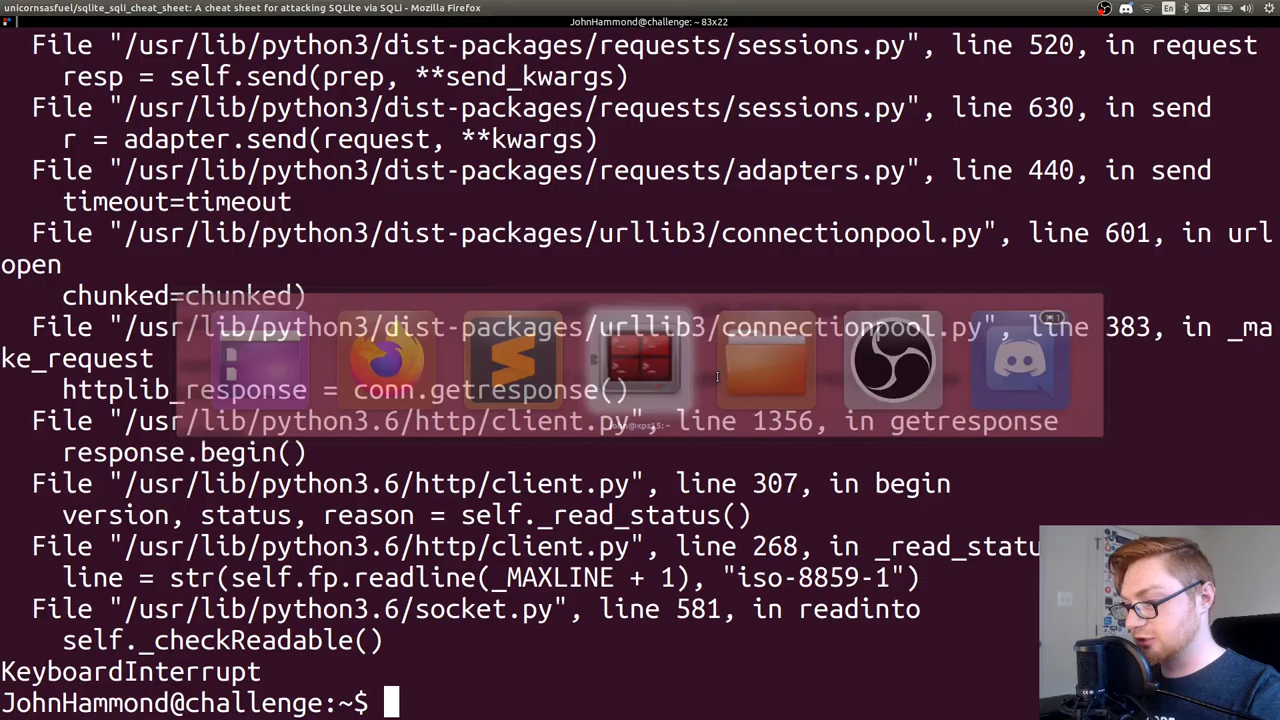 unicornsasfuel/sqlite_sqli_cheat_sheet: A cheat sheet for attacking SQLite via SQLi - Mozilla Firefox
En
JohnHammond@challenge: ~ 83x22
File "/usr/lib/python3/dist-packages/requests/sessions.py", line 520, in request
resp = self.send(prep, **send_kwargs)
File "/usr/lib/python3/dist-packages/requests/sessions.py", line 630, in send
r = adapter.send(request, **kwargs)
File "/usr/lib/python3/dist-packages/requests/adapters.py", line 440, in send
timeout=timeout
File "/usr/lib/python3/dist-packages/urllib3/connectionpool.py", line 601, in url
open
chunked=chunked)
File "/usr/lib/python3/dist-packages/urllib3/connectionpool.py", line 383, in _ma
ke_request
httplib_response = conn.getresponse()
File "/usr/lib/python3.6/http/client.py", line 1356, in getresponse
john@xps15: ~
response.begin()
File "/usr/lib/python3.6/http/client.py", line 307, in begin
version, status, reason = self._read_status()
File "/usr/lib/python3.6/http/client.py", line 268, in _read_statu
line = str(self.fp.readline(_MAXLINE + 1), "iso-8859-1")
File "/usr/lib/python3.6/socket.py", line 581, in readinto
self._checkReadable()
KeyboardInterrupt
JohnHammond@challenge:~$